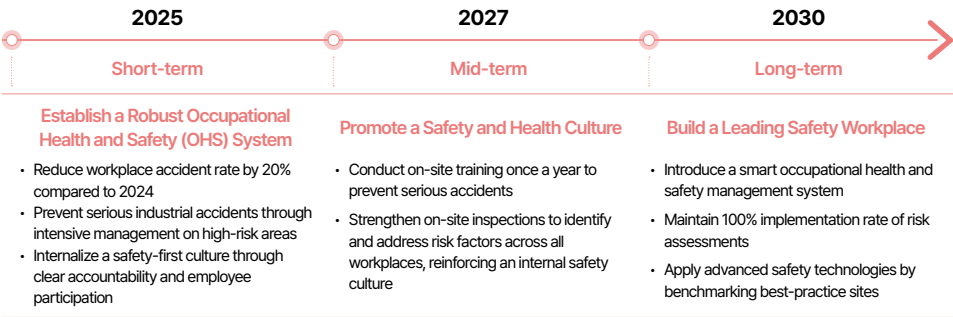 2025
2027
2030
Short-term
Mid-term
Long-term
Establish a Robust Occupational
Health and Safety (OHS) System
• Reduce workplace accident rate by 20%
compared to 2024
• Prevent serious industrial accidents through
intensive management on high-risk areas
• Internalize a safety-first culture through
clear accountability and employee
participation
Promote a Safety and Health Culture
• Conduct on-site training once a year to
prevent serious accidents
• Strengthen on-site inspections to identify
and address risk factors across all
workplaces, reinforcing an internal safety
culture
Build a Leading Safety Workplace
• Introduce a smart occupational health and
safety management system
• Maintain 100% implementation rate of risk
assessments
• Apply advanced safety technologies by
benchmarking best-practice sites